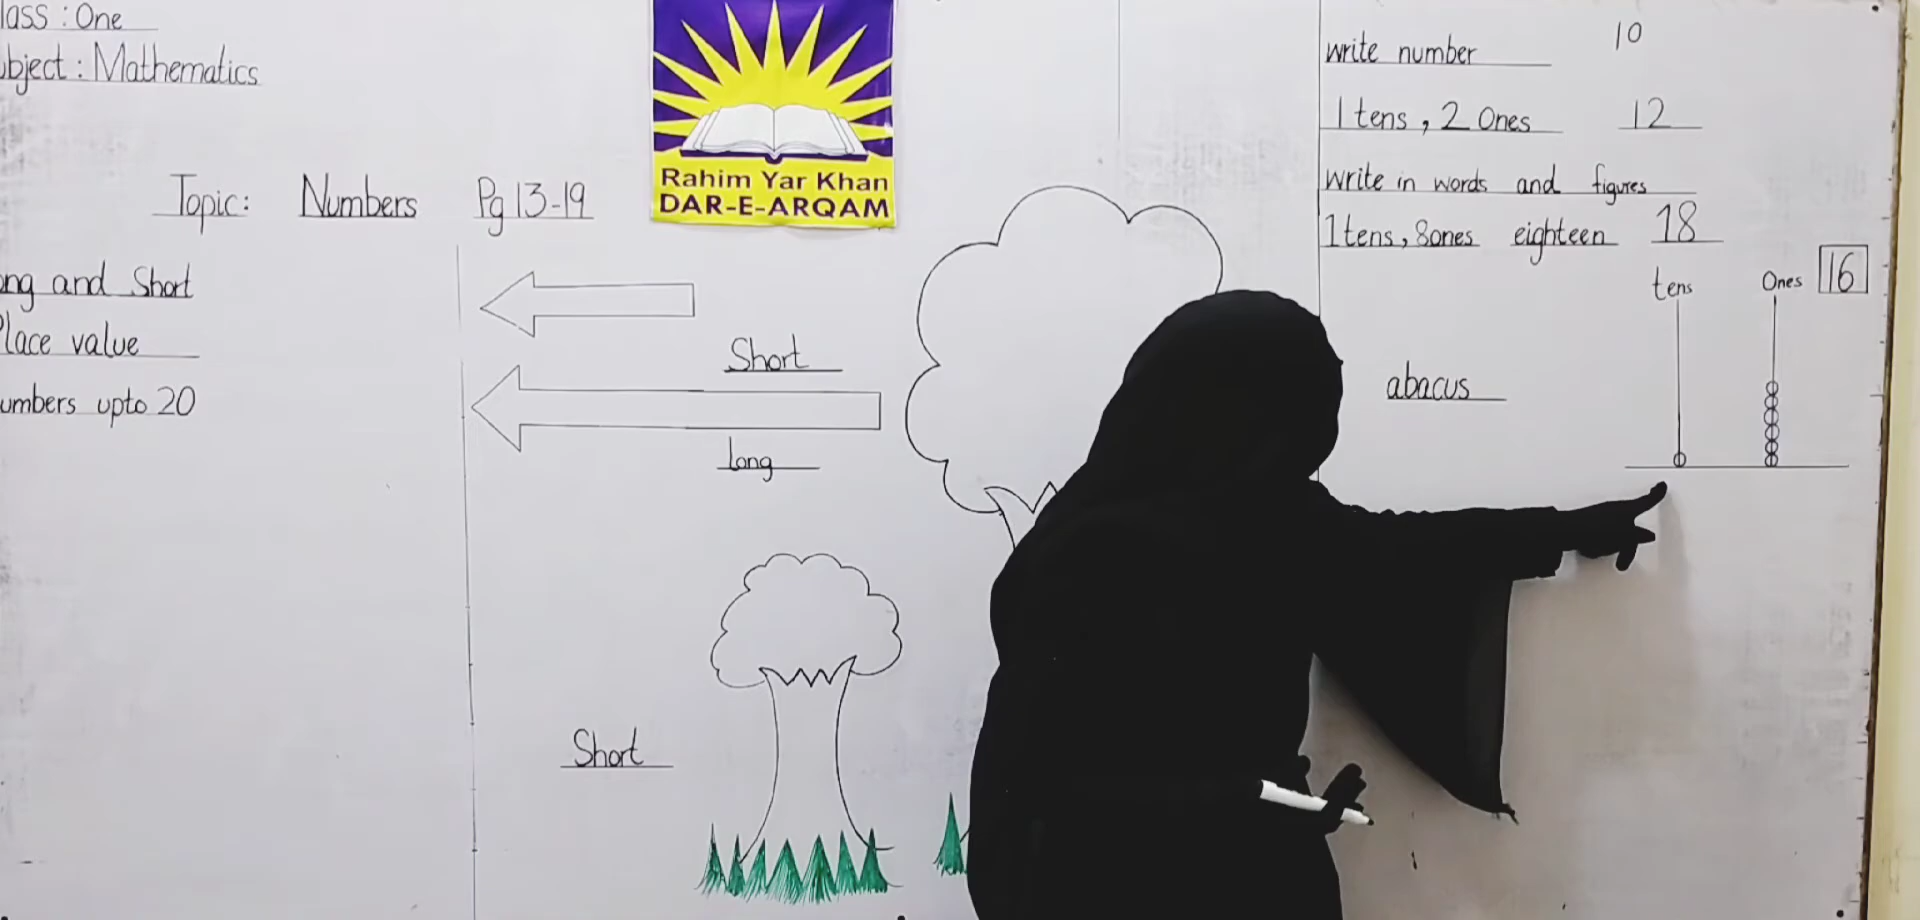 lass : One
bject : Mathematics
Topic: Numbers Pg 13-19
ng and Short
lace value
umbers upto 20
Rahim Yar Khan
DAR-E-ARQAM
Short
long
Short
write number 10
1 tens, 2 Ones 12
write in words and figures
1 tens, 8 ones eighteen 18
tens Ones 16
abacus